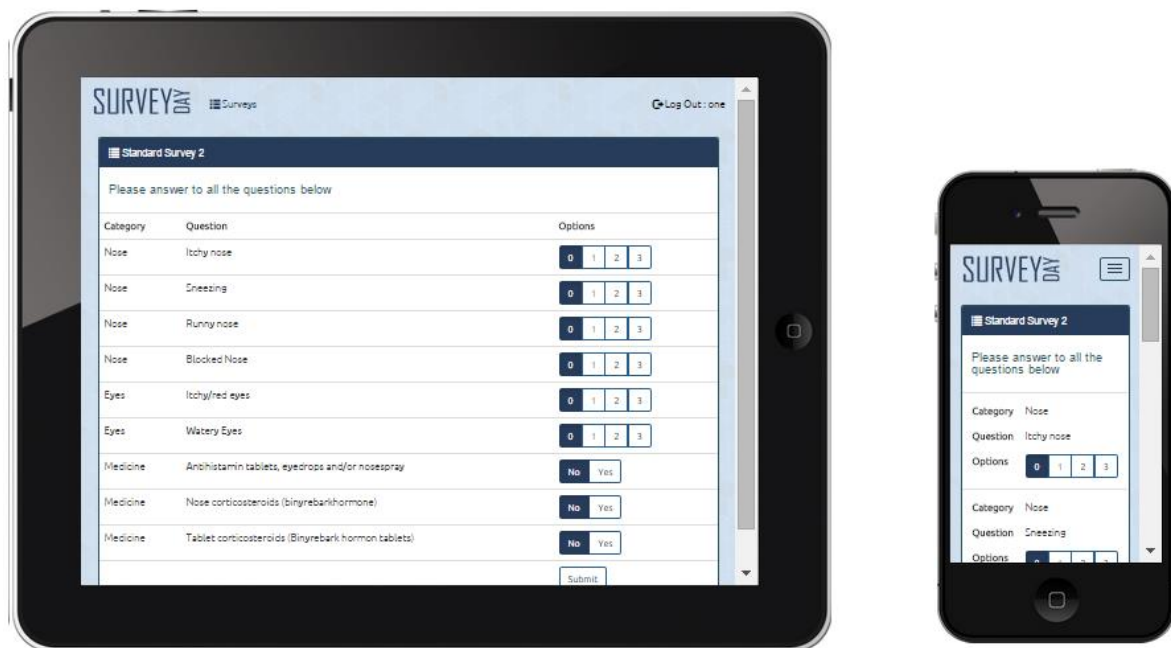 SURVEY DAY Surveys Log Out : one
Standard Survey 2
Please answer to all the questions below
Category Question Options
Nose Itchy nose 0 1 2 3
Nose Sneezing 0 1 2 3
Nose Runny nose 0 1 2 3
Nose Blocked Nose 0 1 2 3
Eyes Itchy/red eyes 0 1 2 3
Eyes Watery Eyes 0 1 2 3
Medicine Antihistamin tablets, eyedrops and/or nosespray No Yes
Medicine Nose corticosteroids (binyrebarkhormone) No Yes
Medicine Tablet corticosteroids (Binyrebark hormon tablets) No Yes
Submit
SURVEY DAY
Standard Survey 2
Please answer to all the
questions below
Category Nose
Question Itchy nose
Options 0 1 2 3
Category Nose
Question Sneezing
Options 0 1 2 3